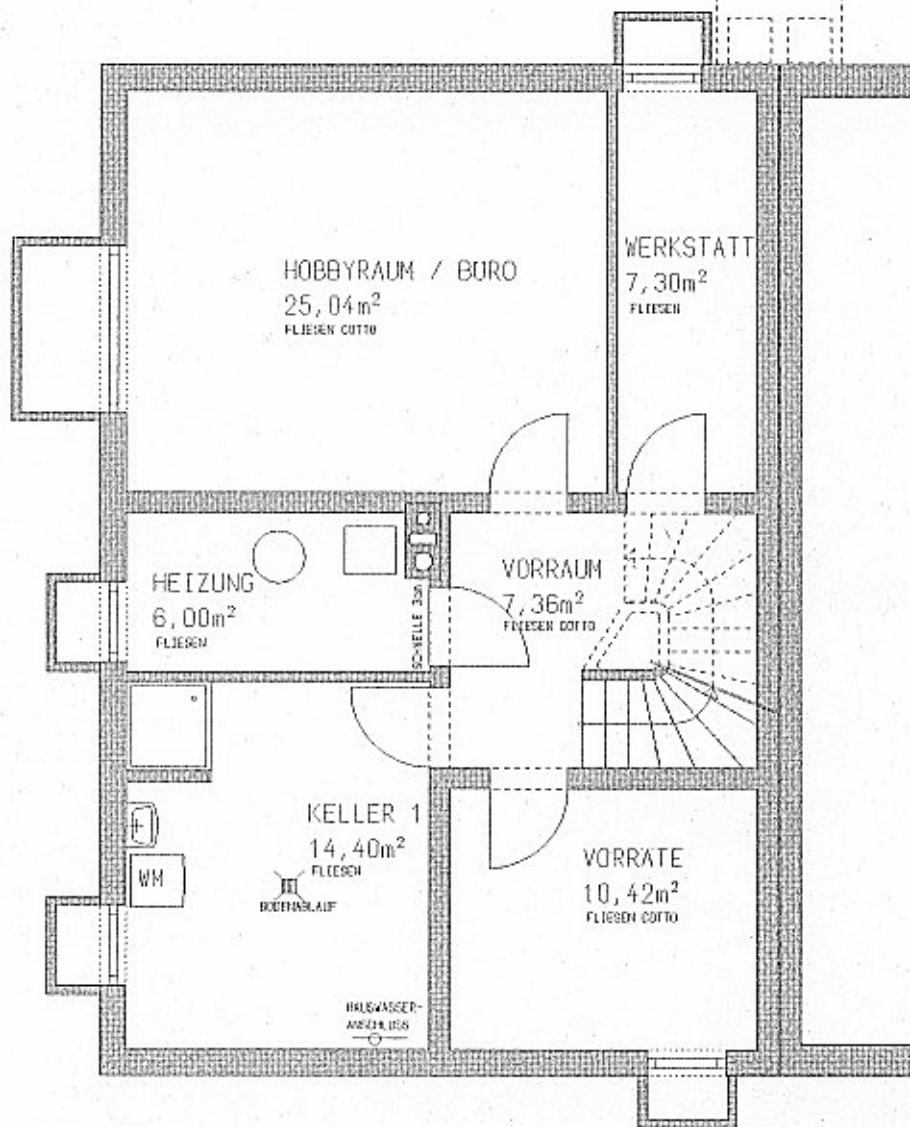 HOBBYRAUM / BÜRO
25,04m²
FLIESEN COTTO
WERKSTATT
7,30m²
FLIESEN
HEIZUNG
6,00m²
FLIESEN
SCHWELLE 3cm
VORRAUM
7,36m²
FLIESEN COTTO
KELLER 1
14,40m²
FLIESEN
WM
BODENABLAUF
HAUSWASSER-
ANSCHLUSS
VORRÄTE
10,42m²
FLIESEN COTTO